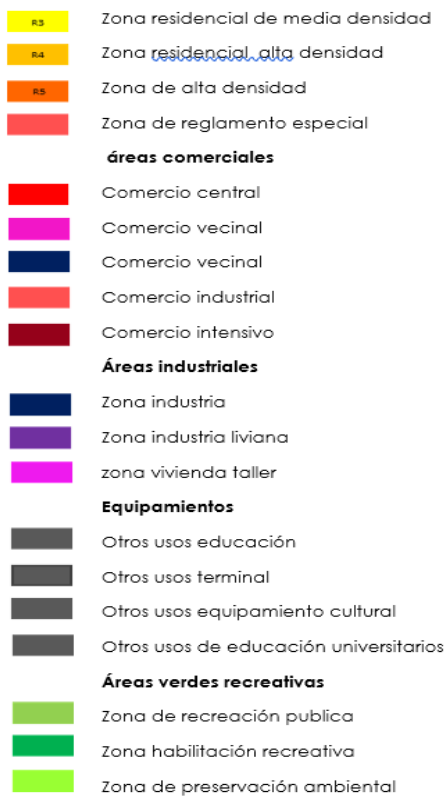 R3 Zona residencial de media densidad
R4 Zona residencial alta densidad
R5 Zona de alta densidad
Zona de reglamento especial
áreas comerciales
Comercio central
Comercio vecinal
Comercio vecinal
Comercio industrial
Comercio intensivo
Áreas industriales
Zona industria
Zona industria liviana
zona vivienda taller
Equipamientos
Otros usos educación
Otros usos terminal
Otros usos equipamiento cultural
Otros usos de educación universitarios
Áreas verdes recreativas
Zona de recreación publica
Zona habilitación recreativa
Zona de preservación ambiental